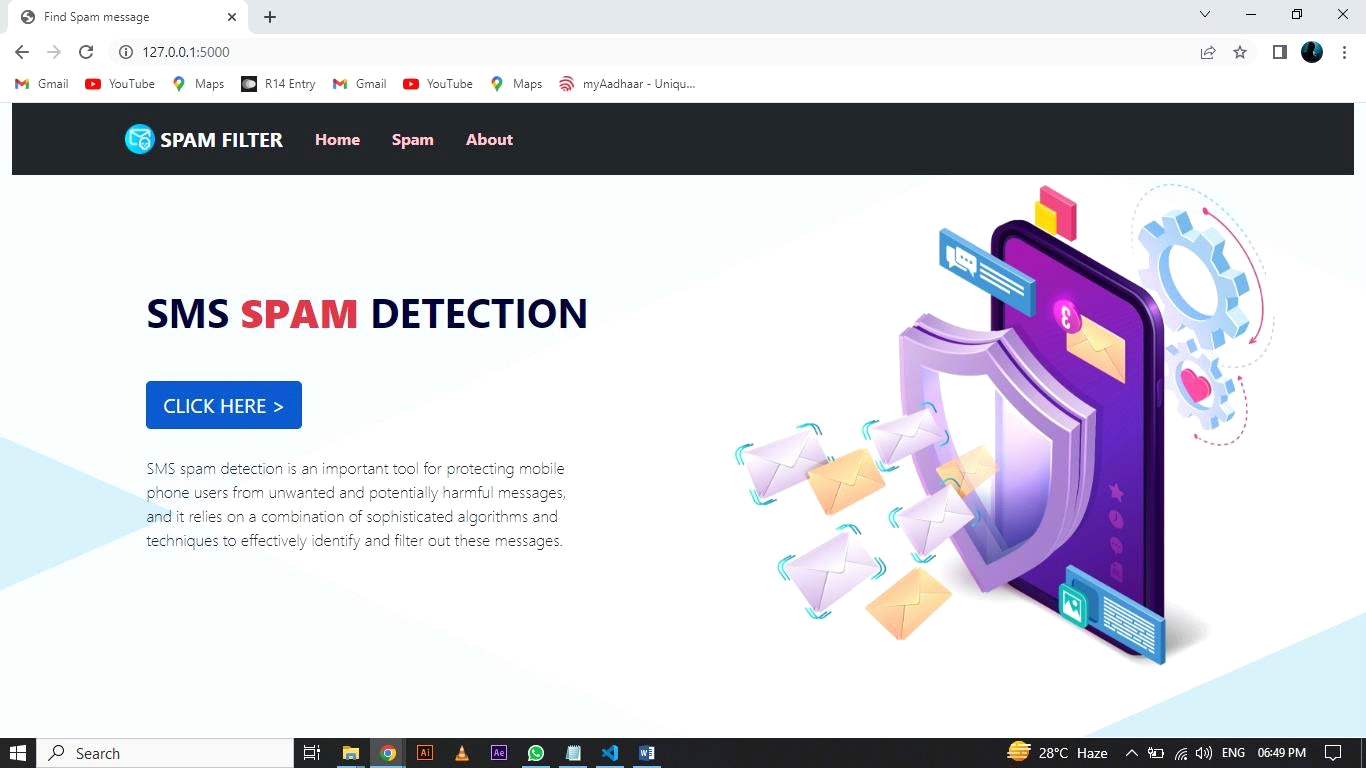 Find Spam message
127.0.0.1:5000
Gmail YouTube Maps R14 Entry Gmail YouTube Maps myAadhaar - Uniqu...
SPAM FILTER Home Spam About
SMS SPAM DETECTION
CLICK HERE >
SMS spam detection is an important tool for protecting mobile
phone users from unwanted and potentially harmful messages,
and it relies on a combination of sophisticated algorithms and
techniques to effectively identify and filter out these messages.
3
Search
Ai
Ae
W
28°C Haze ENG 06:49 PM